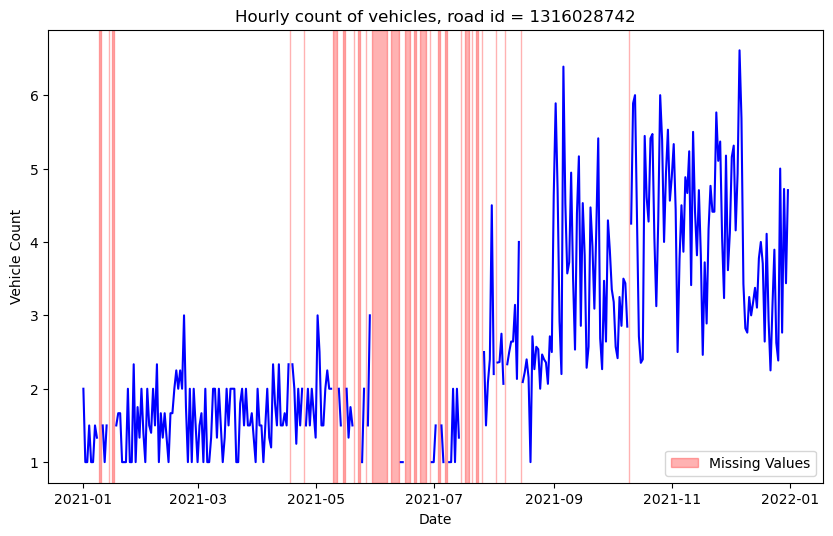 Hourly count of vehicles, road id = 1316028742
Vehicle Count
6
5
4
3
2
1
Missing Values
2021-01 2021-03 2021-05 2021-07 2021-09 2021-11 2022-01
Date